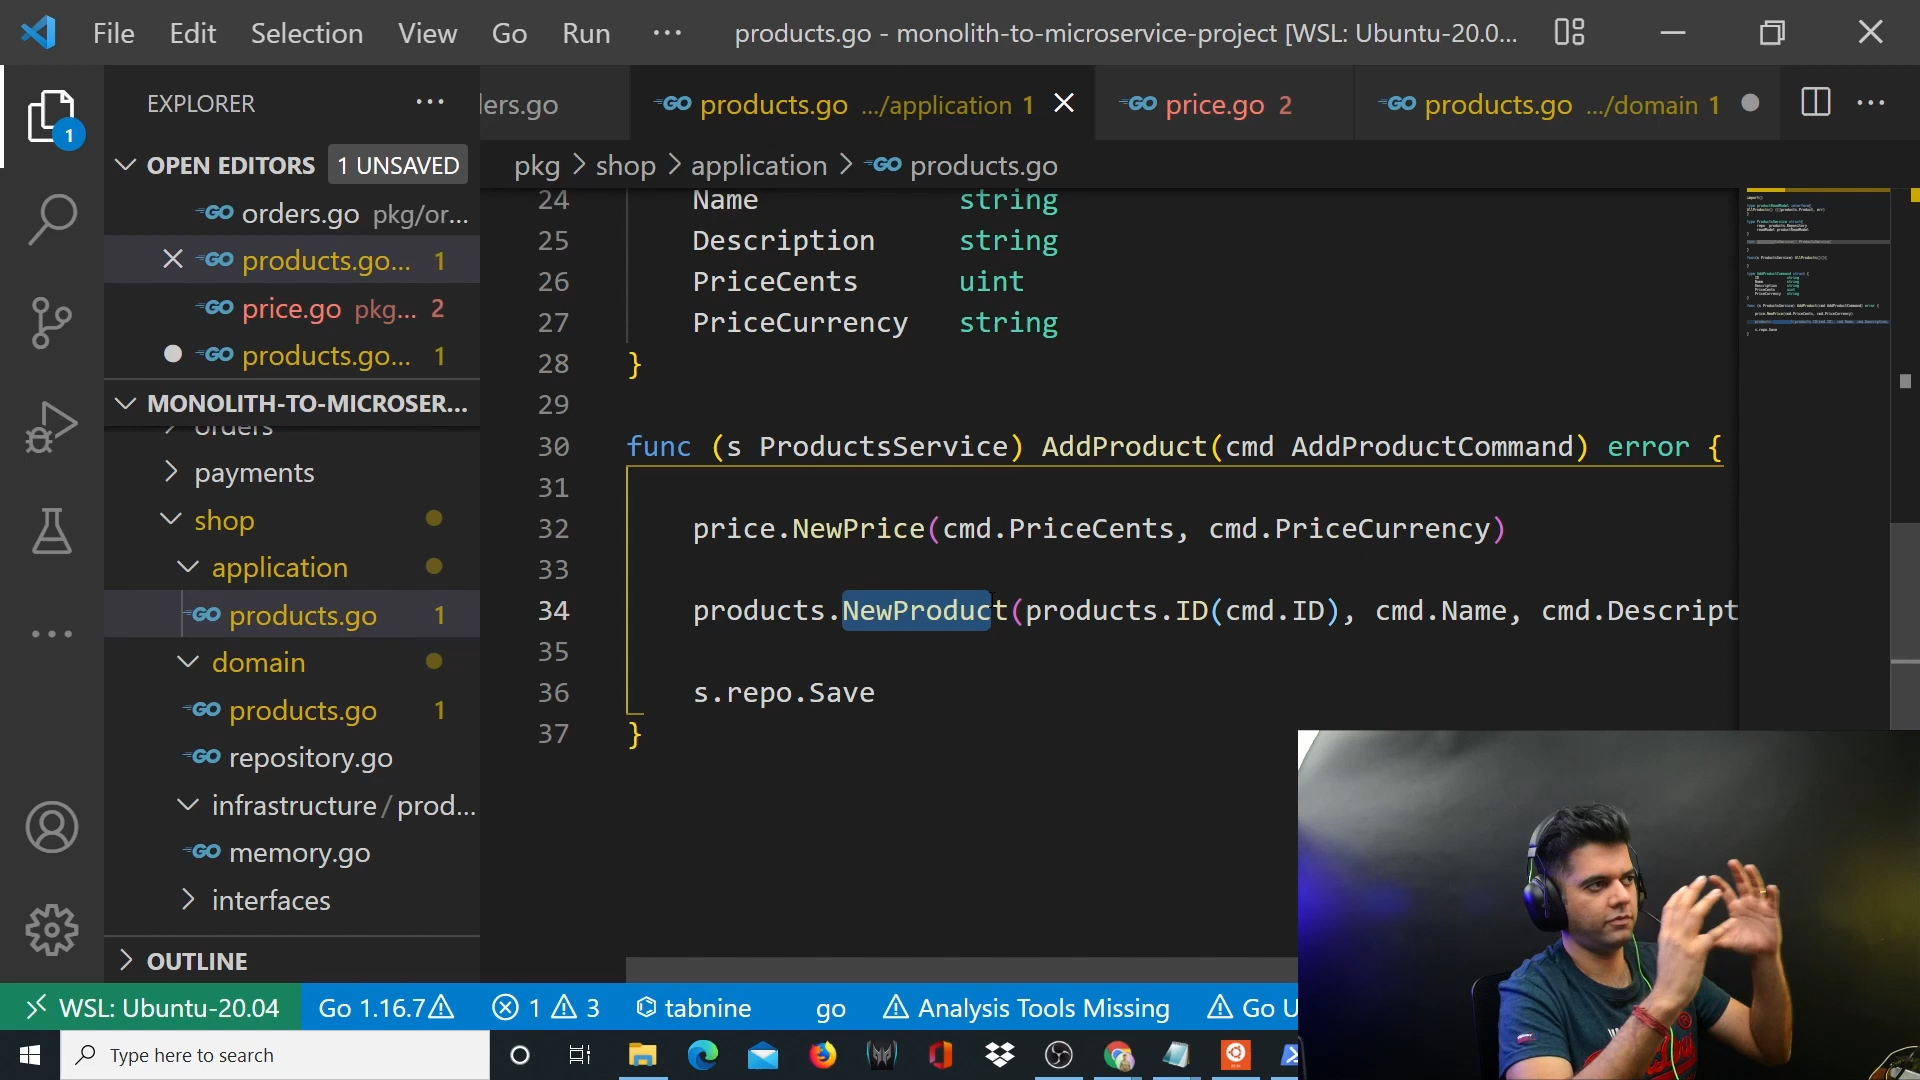 File Edit Selection View Go Run ··· products.go - monolith-to-microservice-project [WSL: Ubuntu-20.0...
EXPLORER ···
lers.go products.go .../application 1 price.go 2 products.go .../domain 1
OPEN EDITORS 1 UNSAVED
orders.go pkg/or...
products.go... 1
price.go pkg... 2
products.go... 1
MONOLITH-TO-MICROSER...
orders
payments
shop
application
products.go 1
domain
products.go 1
repository.go
infrastructure / prod...
memory.go
interfaces
OUTLINE
1
pkg > shop > application > products.go
24 Name string
25 Description string
26 PriceCents uint
27 PriceCurrency string
28 }
29
30 func (s ProductsService) AddProduct(cmd AddProductCommand) error {
31
32 price.NewPrice(cmd.PriceCents, cmd.PriceCurrency)
33
34 products.NewProduct(products.ID(cmd.ID), cmd.Name, cmd.Descript
35
36 s.repo.Save
37 }
WSL: Ubuntu-20.04 Go 1.16.7 1 3 tabnine go Analysis Tools Missing Go U
Type here to search